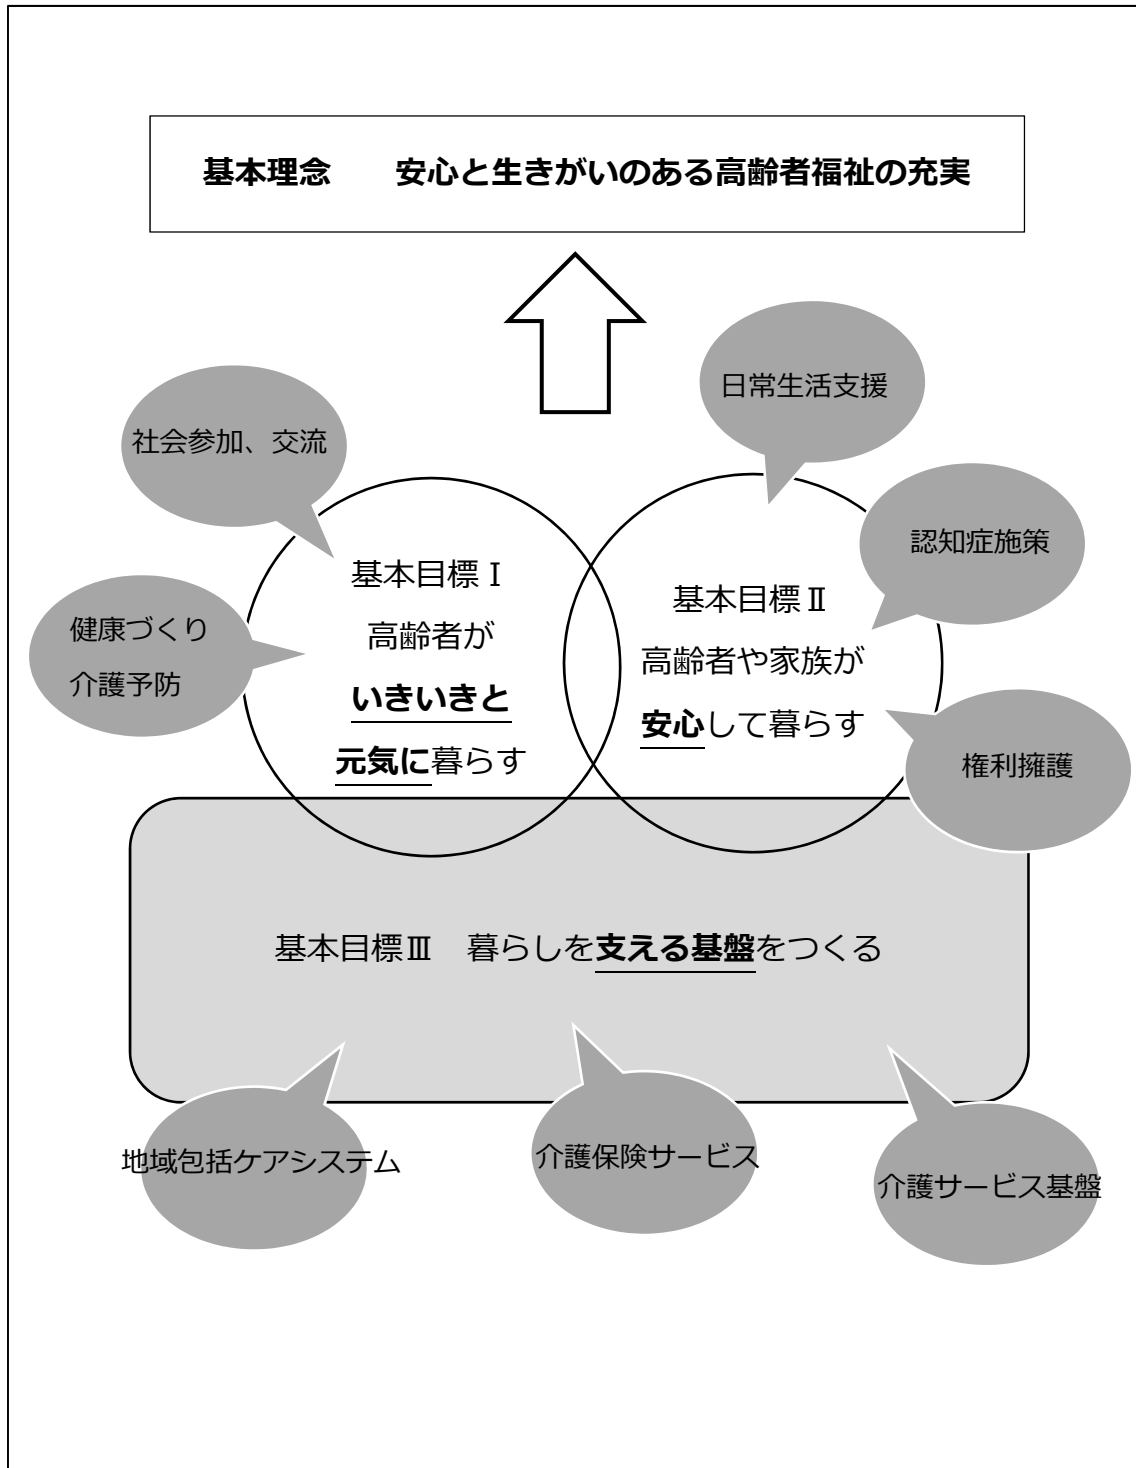 基本理念　　安心と生きがいのある高齢者福祉の充実
日常生活支援
社会参加、交流
認知症施策
基本目標Ⅰ
高齢者が
いきいきと
元気に暮らす
基本目標Ⅱ
高齢者や家族が
安心して暮らす
健康づくり
介護予防
権利擁護
基本目標Ⅲ　暮らしを支える基盤をつくる
地域包括ケアシステム
介護保険サービス
介護サービス基盤